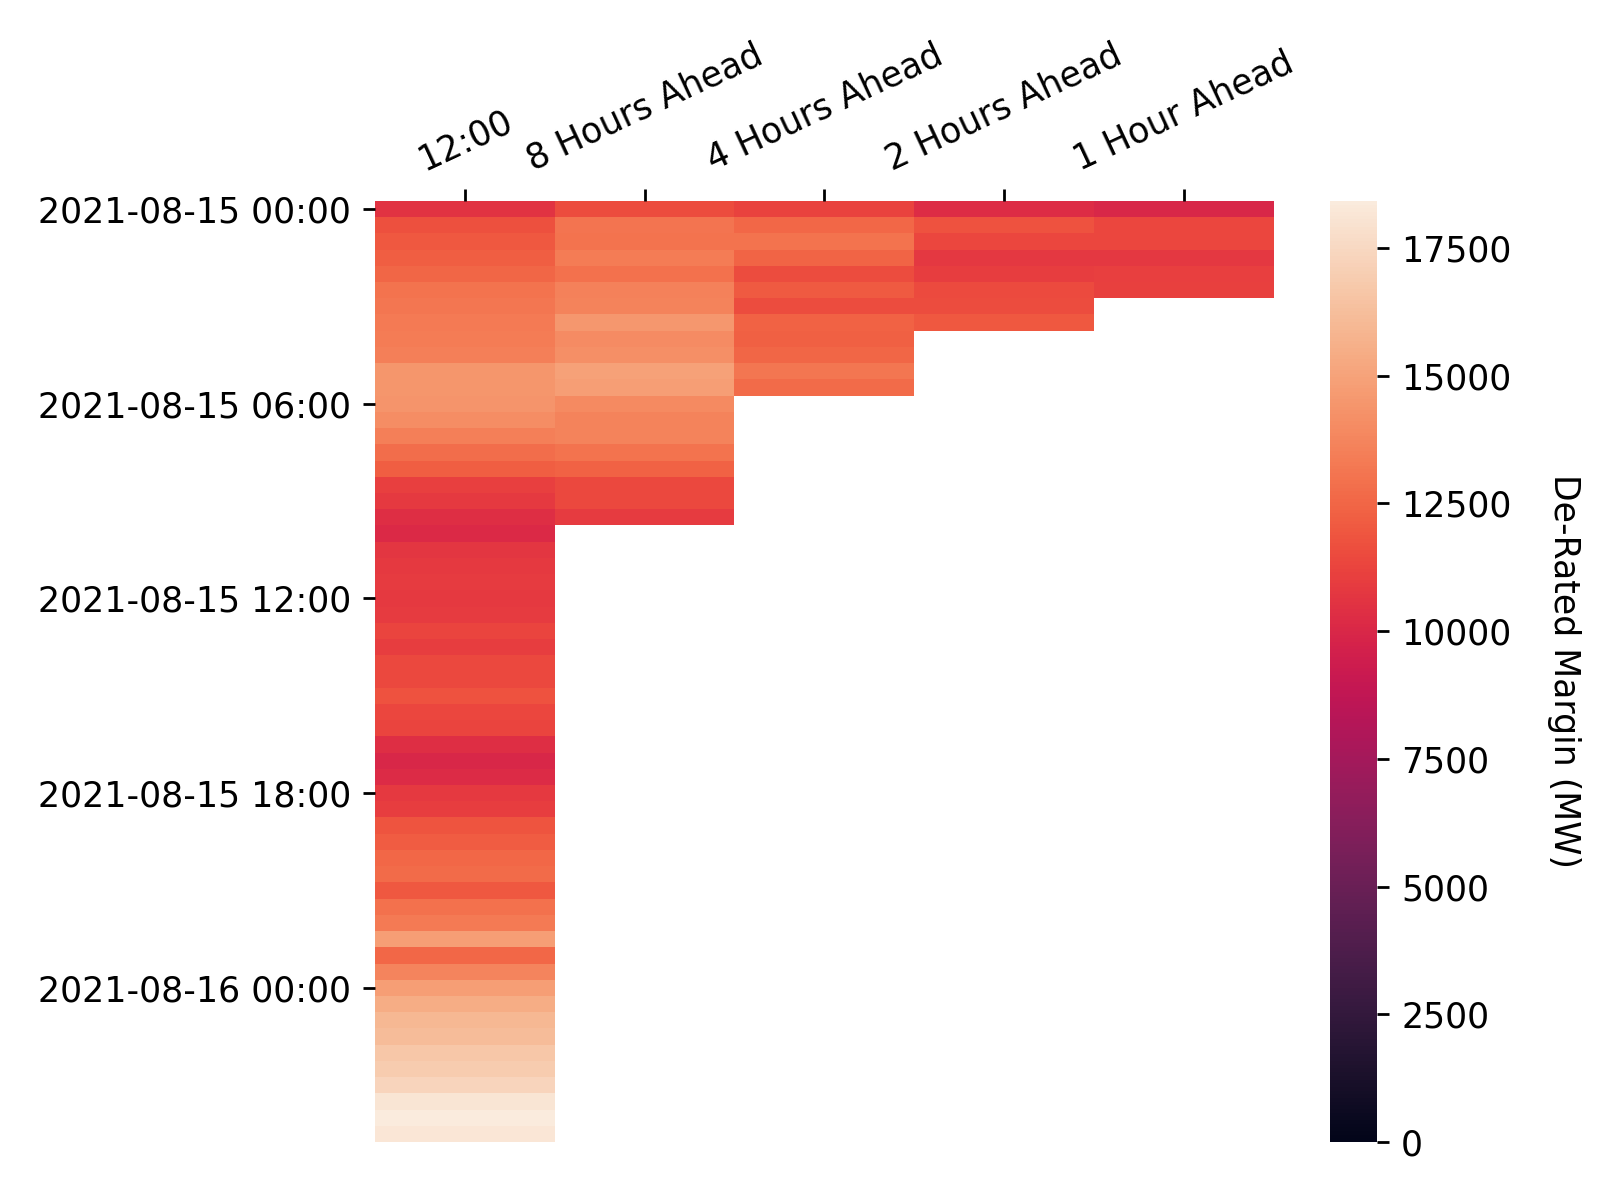 12:00
8 Hours Ahead
4 Hours Ahead
2 Hours Ahead
1 Hour Ahead
2021-08-15 00:00
2021-08-15 06:00
2021-08-15 12:00
2021-08-15 18:00
2021-08-16 00:00
17500
15000
12500
10000
7500
5000
2500
0
De-Rated Margin (MW)